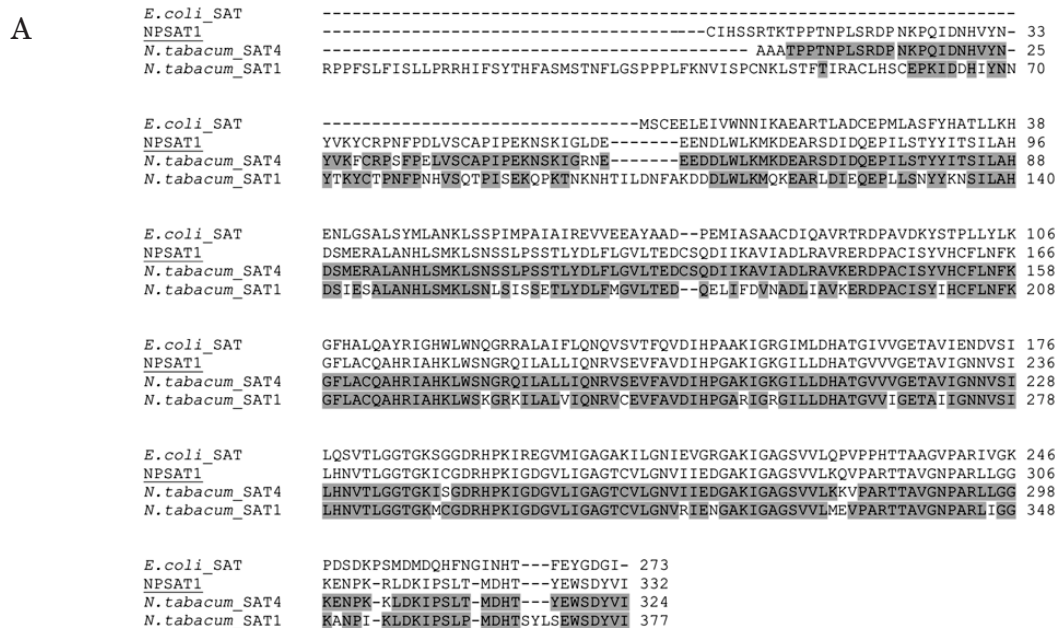 A
E.coli_SAT ----------------------------------------------------------------------
NPSAT1 ---------------------------------------CIHSSRTKTPPTNPLSRDPNKPQIDNHVYN- 33
N.tabacum_SAT4 -------------------------------------------AAATPPTNPLSRDPNKPQIDNHVYN- 25
N.tabacum_SAT1 RPPFSLFISLLPRRHIFSYTHFASMSTNFLGSPPPLFKNVISPCNKLSTFTIRACLHSCEPKIDDHIYNN 70
E.coli_SAT --------------------------------MSCEELEIVWNNIKAEARTLADCEPMLASFYHATLLKH 38
NPSAT1 YVKYCRPNFPDLVSCAPIPEKNSKIGLDE-------EENDLWLKMKDEARSDIDQEPILSTYYITSILAH 96
N.tabacum_SAT4 YVKFCRPSFPELVSCAPIPEKNSKIGRNE-------EEDDLWLKMKDEARSDIDQEPILSTYYITSILAH 88
N.tabacum_SAT1 YTKYCTPNFPNHVSQTPISEKQPKTNKNHTILDNFAKDDDLWLKMQKEARLDIEQEPLLSNYYKNSILAH 140
E.coli_SAT ENLGSALSYMLANKLSSPIMPAIAIREVVEEAYAAD--PEMIASAACDIQAVRTRDPAVDKYSTPLLYLK 106
NPSAT1 DSMERALANHLSMKLSNSSLPSSTLYDLFLGVLTEDCSQDIIKAVIADLRAVRERDPACISYVHCFLNFK 166
N.tabacum_SAT4 DSMERALANHLSMKLSNSSLPSSTLYDLFLGVLTEDCSQDIIKAVIADLRAVRERDPACISYVHCFLNFK 158
N.tabacum_SAT1 DSIESALANHLSMKLSNLSISSETLYDLFMGVLTED--QELIFDVNADLIAVKERDPACISYIHCFLNFK 208
E.coli_SAT GFHALQAYRIGHWLWNQGRRALAIFLQNQVSVTFQVDIHPAAKIGRGIMLDHATGIVVGETAVIENDVSI 176
NPSAT1 GFLACQAHRIAHKLWSNGRQILALLIQNRVSEVFAVDIHPGAKIGKGILLDHATGVVVGETAVIGNNVSI 236
N.tabacum_SAT4 GFLACQAHRIAHKLWSNGRQILALLIQNRVSEVFAVDIHPGAKIGKGILLDHATGVVVGETAVIGNNVSI 228
N.tabacum_SAT1 GFLACQAHRIAHKLWSKGRKILALVIQNRVCEVFAVDIHPGARIGRGILLDHATGVVIGETAIIGNNVSI 278
E.coli_SAT LQSVTLGGTGKSGGDRHPKIREGVMIGAGAKILGNIEVGRGAKIGAGSVVLQPVPPHTTAAGVPARIVGK 246
NPSAT1 LHNVTLGGTGKICGDRHPKIGDGVLIGAGTCVLGNVIIEDGAKIGAGSVVLKQVPARTTAVGNPARLLGG 306
N.tabacum_SAT4 LHNVTLGGTGKISGDRHPKIGDGVLIGAGTCVLGNVIIEDGAKIGAGSVVLKKVPARTTAVGNPARLLGG 298
N.tabacum_SAT1 LHNVTLGGTGKMCGDRHPKIGDGVLIGAGTCVLGNVRIENGAKIGAGSVVLMEVPARTTAVGNPARLIGG 348
E.coli_SAT PDSDKPSMDMDQHFNGINHT---FEYGDGI- 273
NPSAT1 KENPK-RLDKIPSLT-MDHT---YEWSDYVI 332
N.tabacum_SAT4 KENPK-KLDKIPSLT-MDHT---YEWSDYVI 324
N.tabacum_SAT1 KANPI-KLDKIPSLP-MDHTSYLSEWSDYVI 377